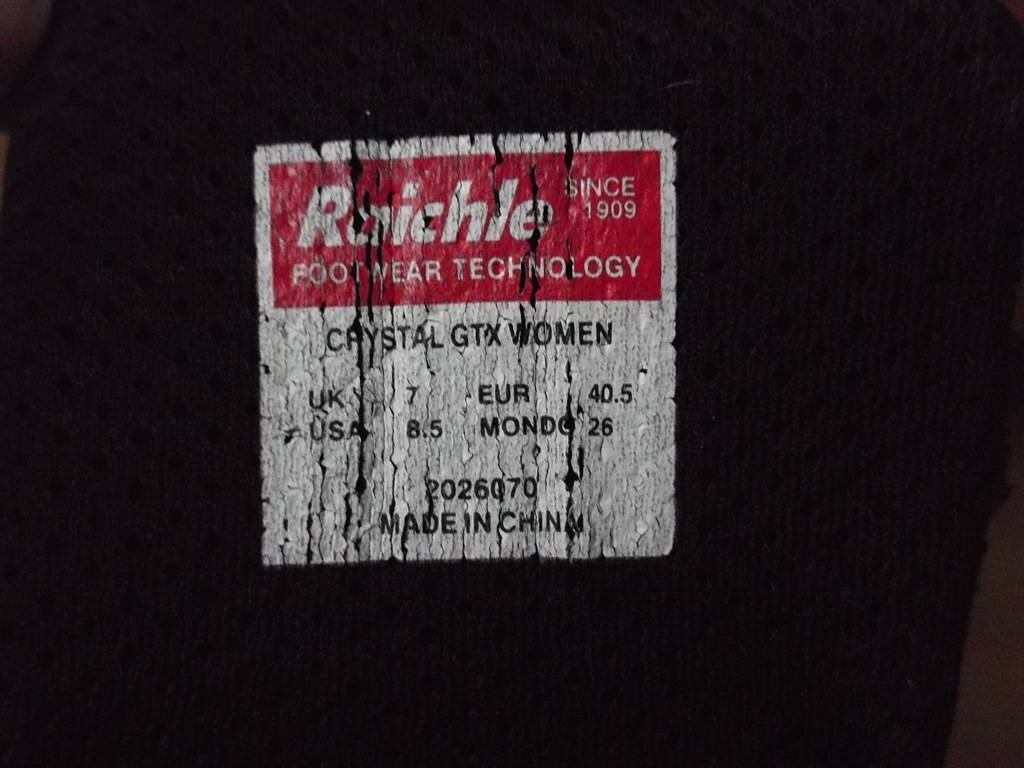 Raichle SINCE
1909
FOOTWEAR TECHNOLOGY
CRYSTAL GTX WOMEN
UK 7 EUR 40.5
USA 8.5 MONDO 26
2026070
MADE IN CHINA